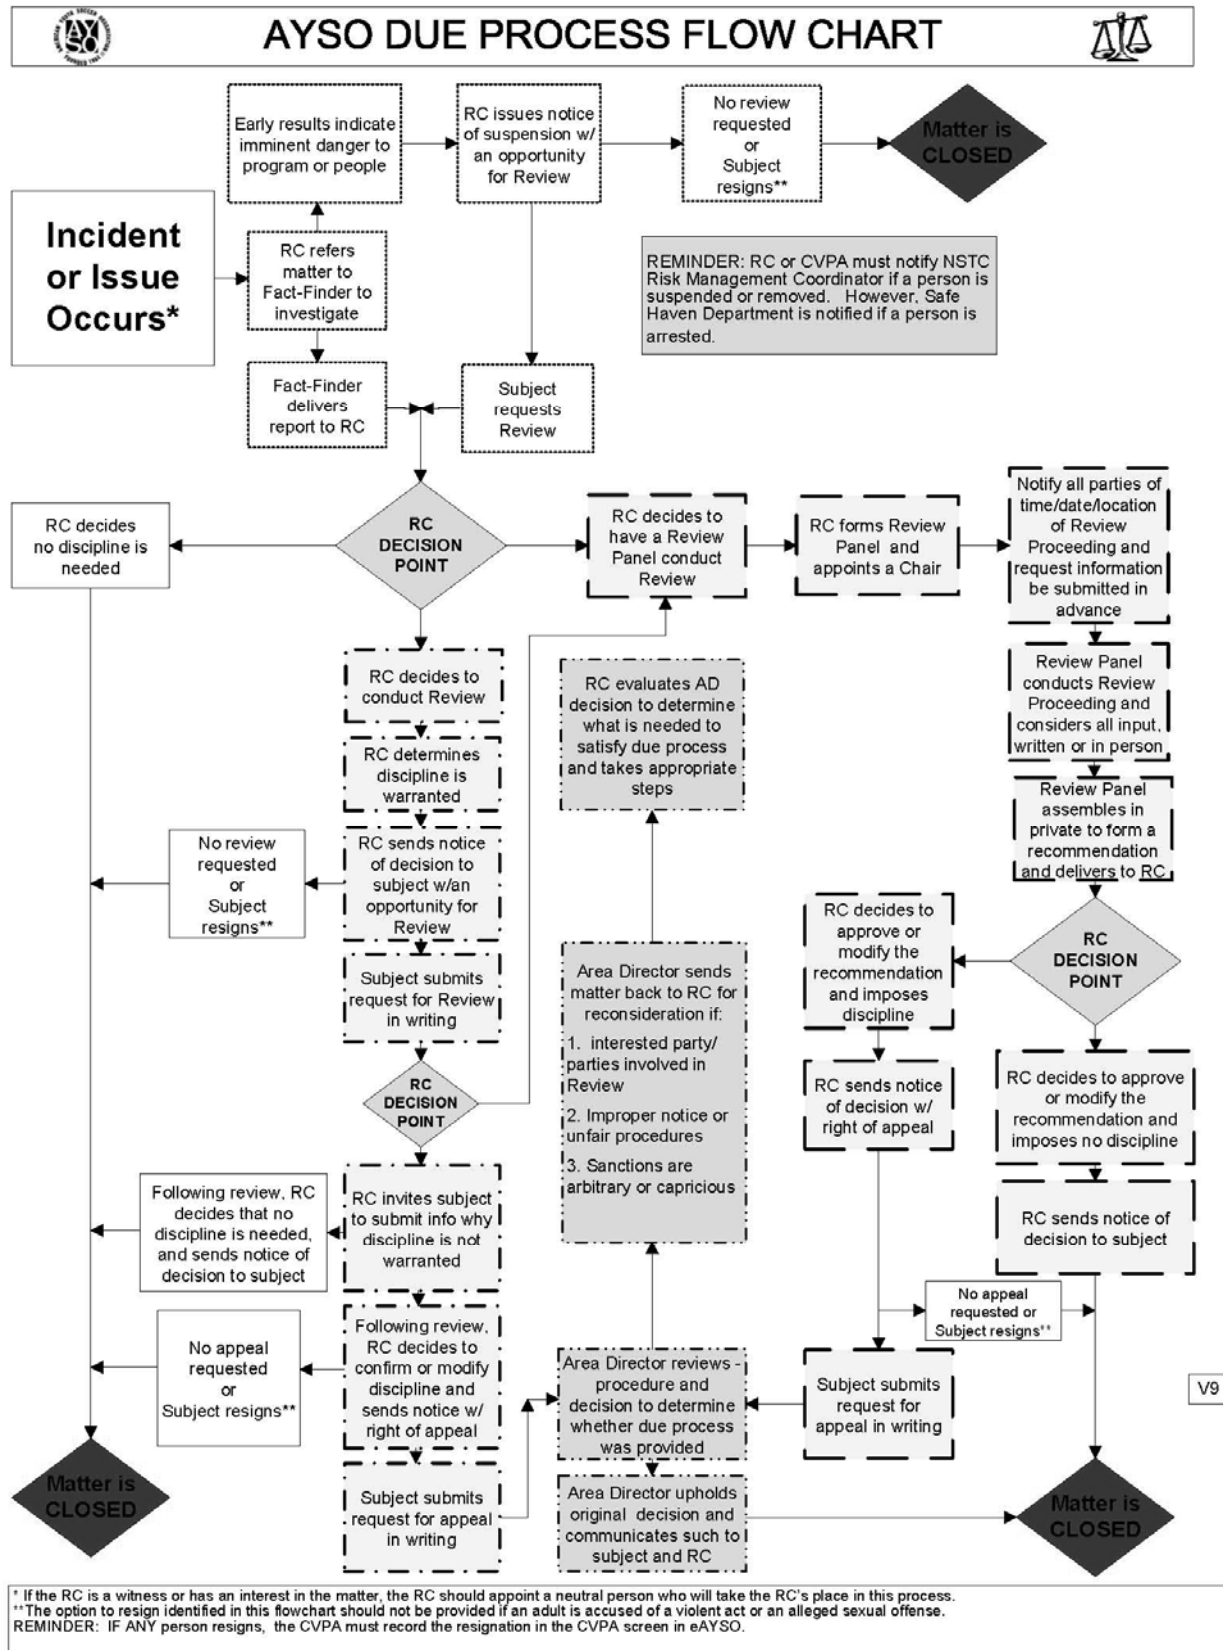 AYSO DUE PROCESS FLOW CHART
AY
SO
Early results indicate
imminent danger to
program or people
RC issues notice
of suspension w/
an opportunity
for Review
No review
requested
or
Subject
resigns**
Matter is
CLOSED
Incident
or Issue
Occurs*
RC refers
matter to
Fact-Finder to
investigate
REMINDER: RC or CVPA must notify NSTC
Risk Management Coordinator if a person is
suspended or removed. However, Safe
Haven Department is notified if a person is
arrested.
Fact-Finder
delivers
report to RC
Subject
requests
Review
RC decides
no discipline is
needed
RC
DECISION
POINT
RC decides to
have a Review
Panel conduct
Review
RC forms Review
Panel and
appoints a Chair
Notify all parties of
time/date/location
of Review
Proceeding and
request information
be submitted in
advance
RC decides to
conduct Review
RC evaluates AD
decision to determine
what is needed to
satisfy due process
and takes appropriate
steps
Review Panel
conducts Review
Proceeding and
considers all input,
written or in person
RC determines
discipline is
warranted
Review Panel
assembles in
private to form a
recommendation
and delivers to RC
No review
requested
or
Subject
resigns**
RC sends notice
of decision to
subject w/an
opportunity for
Review
RC decides to
approve or
modify the
recommendation
and imposes
discipline
RC
DECISION
POINT
Subject submits
request for Review
in writing
Area Director sends
matter back to RC for
reconsideration if:
1. interested party/
parties involved in
Review
2. Improper notice or
unfair procedures
3. Sanctions are
arbitrary or capricious
RC
DECISION
POINT
RC sends notice
of decision w/
right of appeal
RC decides to approve
or modify the
recommendation and
imposes no discipline
Following review, RC
decides that no
discipline is needed,
and sends notice of
decision to subject
RC invites subject
to submit info why
discipline is not
warranted
RC sends notice of
decision to subject
No appeal
requested or
Subject resigns**
No appeal
requested
or
Subject resigns**
Following review,
RC decides to
confirm or modify
discipline and
sends notice w/
right of appeal
Area Director reviews -
procedure and
decision to determine
whether due process
was provided
Subject submits
request for
appeal in writing
V9
Matter is
CLOSED
Subject submits
request for appeal
in writing
Area Director upholds
original decision and
communicates such to
subject and RC
Matter is
CLOSED
* If the RC is a witness or has an interest in the matter, the RC should appoint a neutral person who will take the RC's place in this process.
**The option to resign identified in this flowchart should not be provided if an adult is accused of a violent act or an alleged sexual offense.
REMINDER: IF ANY person resigns, the CVPA must record the resignation in the CVPA screen in eAYSO.